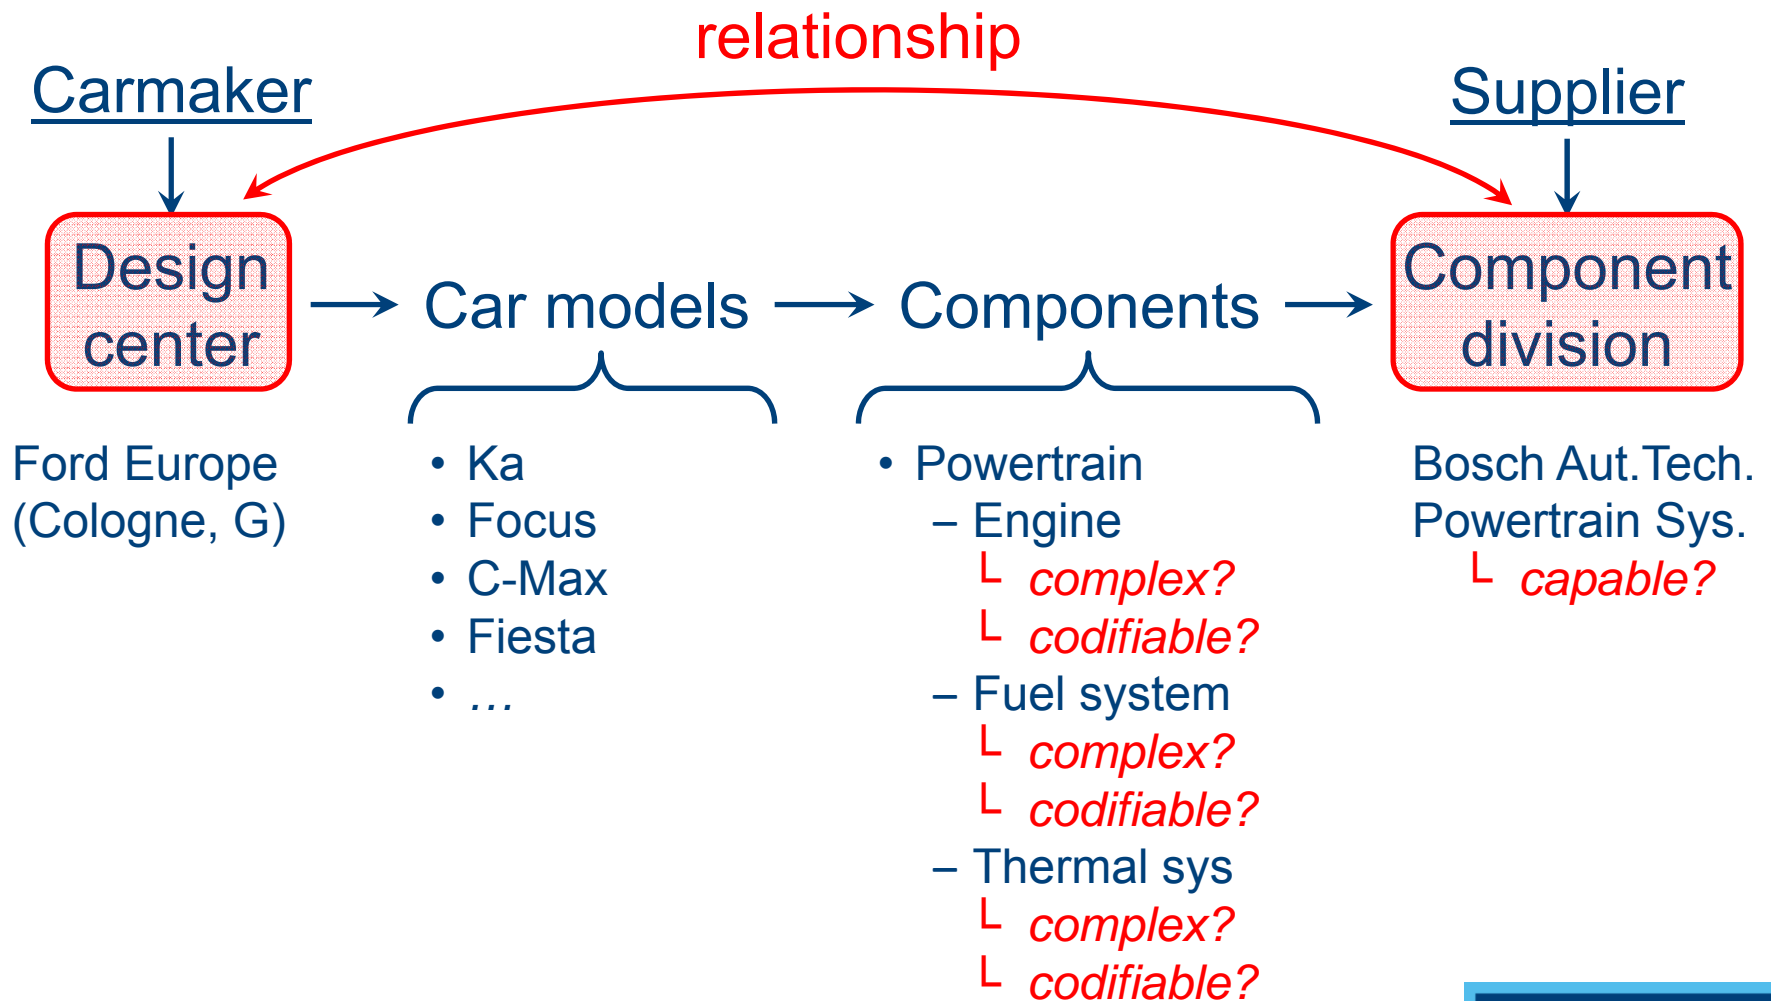 relationship
Carmaker
Supplier
Design
center
Car models
Components
Component
division
Ford Europe
(Cologne, G)
• Ka
• Focus
• C-Max
• Fiesta
• …
• Powertrain
– Engine
└ complex?
└ codifiable?
– Fuel system
└ complex?
└ codifiable?
– Thermal sys
└ complex?
└ codifiable?
Bosch Aut.Tech.
Powertrain Sys.
└ capable?